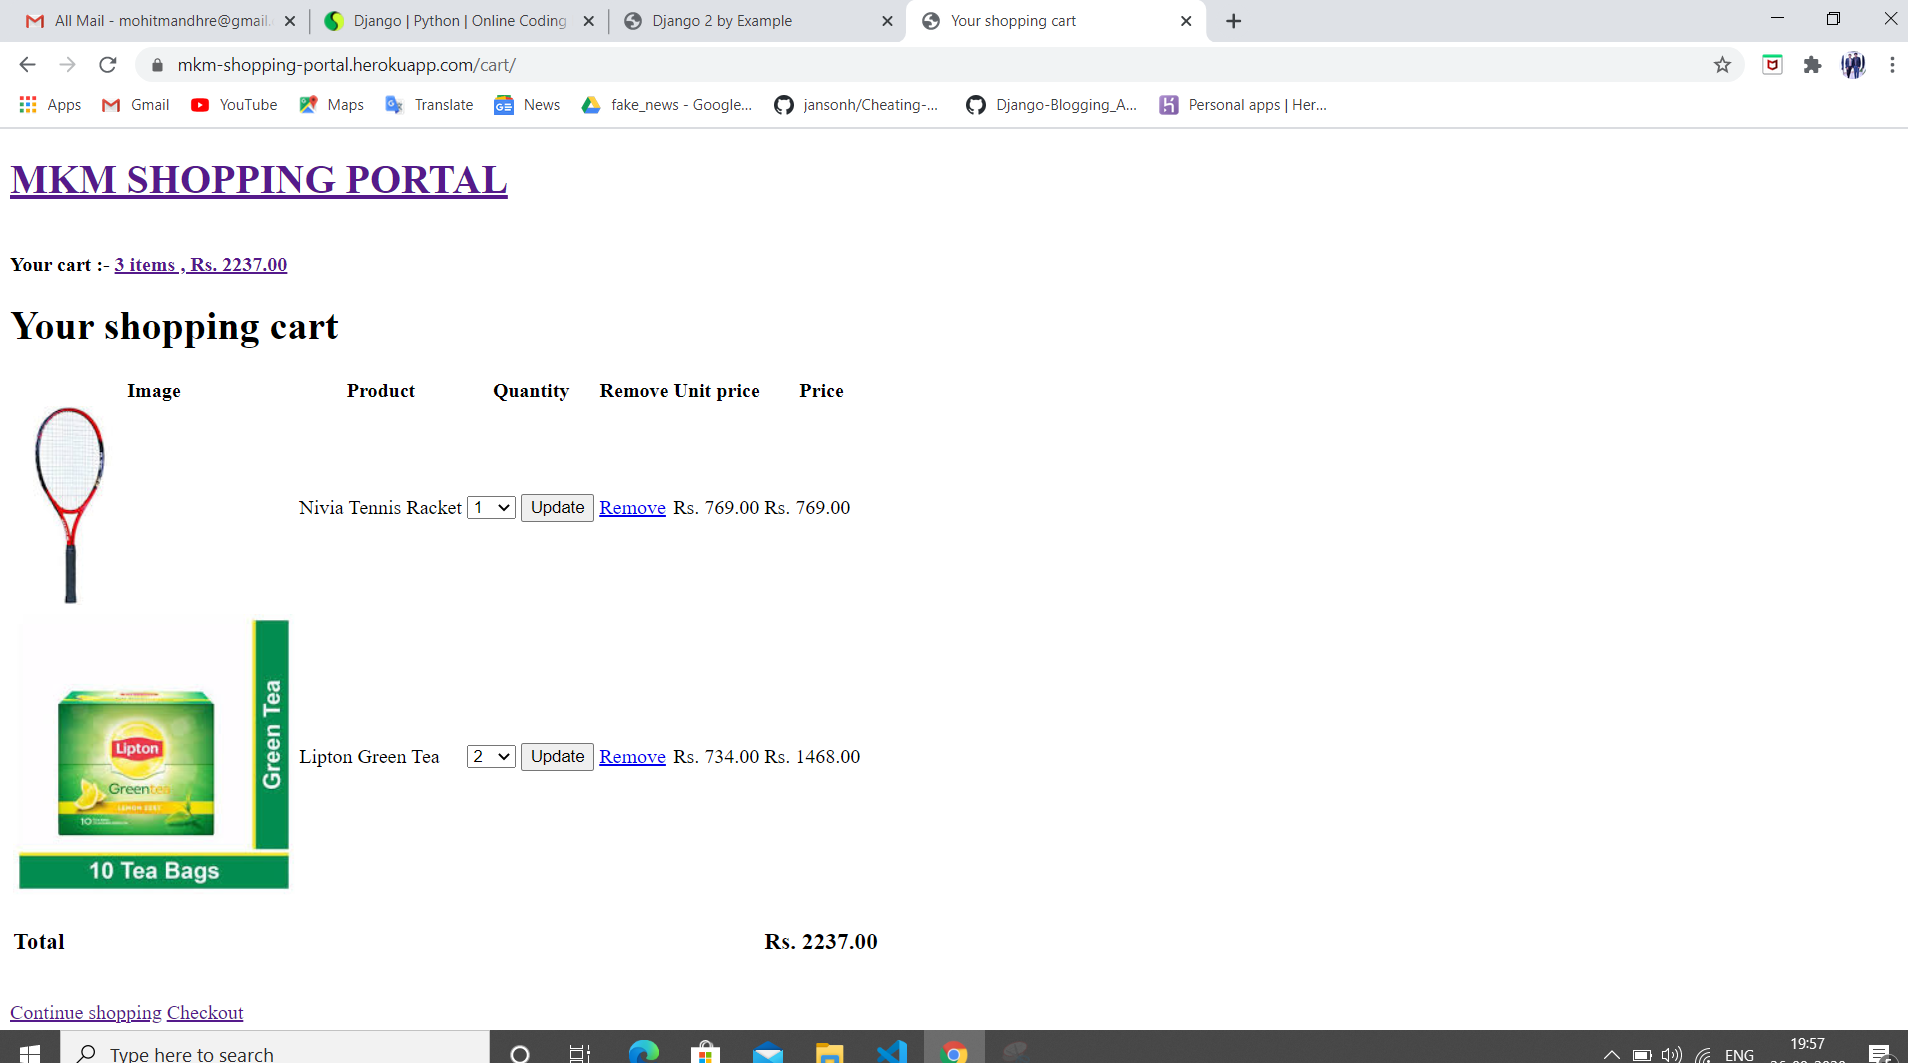 All Mail - mohitmandhre@gmail.
Django | Python | Online Coding
Django 2 by Example
Your shopping cart
mkm-shopping-portal.herokuapp.com/cart/
Apps
Gmail
YouTube
Maps
Translate
News
fake_news - Google...
jansonh/Cheating-...
Django-Blogging_A...
Personal apps | Her...
MKM SHOPPING PORTAL
Your cart :- 3 items , Rs. 2237.00
Your shopping cart
Image Product Quantity Remove Unit price Price
Nivia Tennis Racket 1 Update Remove Rs. 769.00 Rs. 769.00
Green Tea
Lipton
Green tea
LEMON ZEST
10
Lipton Green Tea 2 Update Remove Rs. 734.00 Rs. 1468.00
10 Tea Bags
Total Rs. 2237.00
Continue shopping Checkout
Type here to search
ENG
19:57